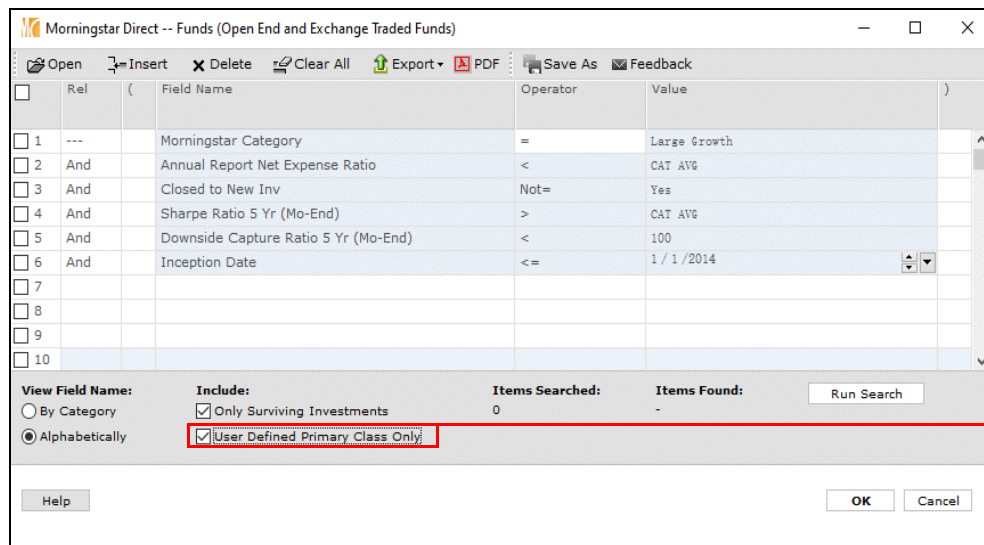 Morningstar Direct -- Funds (Open End and Exchange Traded Funds)
Open Insert Delete Clear All Export PDF Save As Feedback
Rel ( Field Name Operator Value )
1 --- Morningstar Category = Large Growth
2 And Annual Report Net Expense Ratio < CAT AVG
3 And Closed to New Inv Not= Yes
4 And Sharpe Ratio 5 Yr (Mo-End) > CAT AVG
5 And Downside Capture Ratio 5 Yr (Mo-End) < 100
6 And Inception Date <= 1 / 1 /2014
7
8
9
10
View Field Name: Include: Items Searched: Items Found: Run Search
By Category Only Surviving Investments 0 -
Alphabetically User Defined Primary Class Only
Help OK Cancel